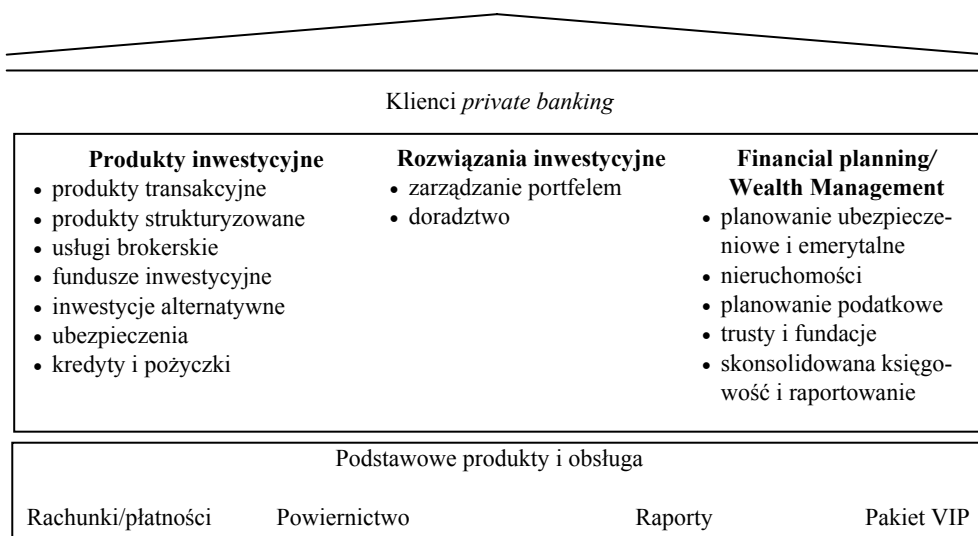 Klienci private banking
Produkty inwestycyjne
• produkty transakcyjne
• produkty strukturyzowane
• usługi brokerskie
• fundusze inwestycyjne
• inwestycje alternatywne
• ubezpieczenia
• kredyty i pożyczki
Rozwiązania inwestycyjne
• zarządzanie portfelem
• doradztwo
Financial planning/
Wealth Management
• planowanie ubezpiecze-
niowe i emerytalne
• nieruchomości
• planowanie podatkowe
• trusty i fundacje
• skonsolidowana księgo-
wość i raportowanie
Podstawowe produkty i obsługa
Rachunki/płatności Powiernictwo Raporty Pakiet VIP